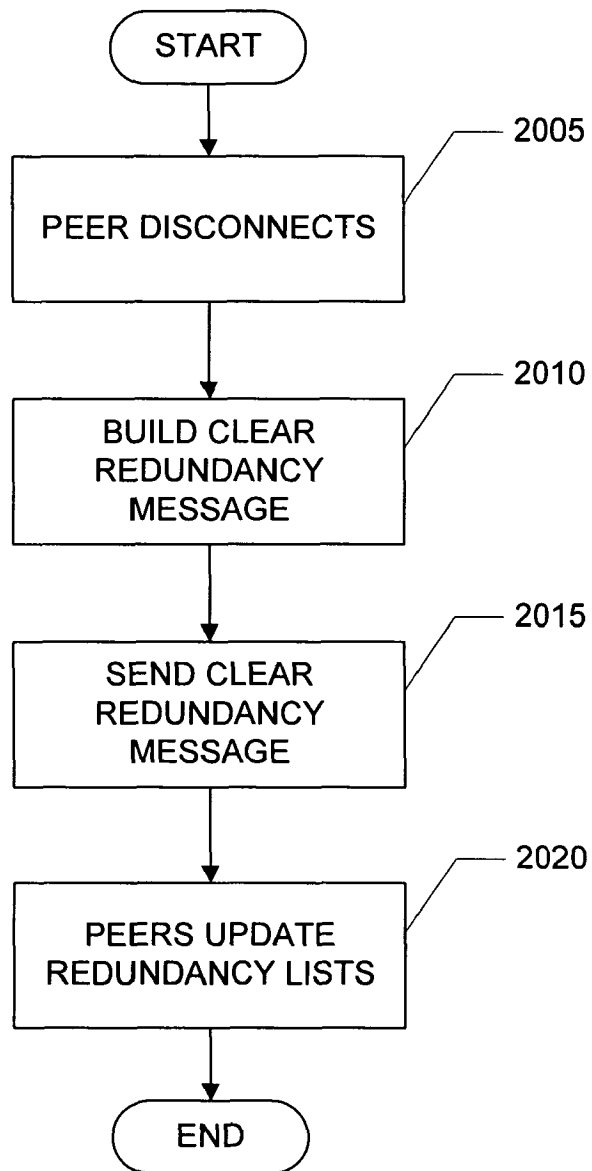 START
2005
PEER DISCONNECTS
2010
BUILD CLEAR
REDUNDANCY
MESSAGE
2015
SEND CLEAR
REDUNDANCY
MESSAGE
2020
PEERS UPDATE
REDUNDANCY LISTS
END